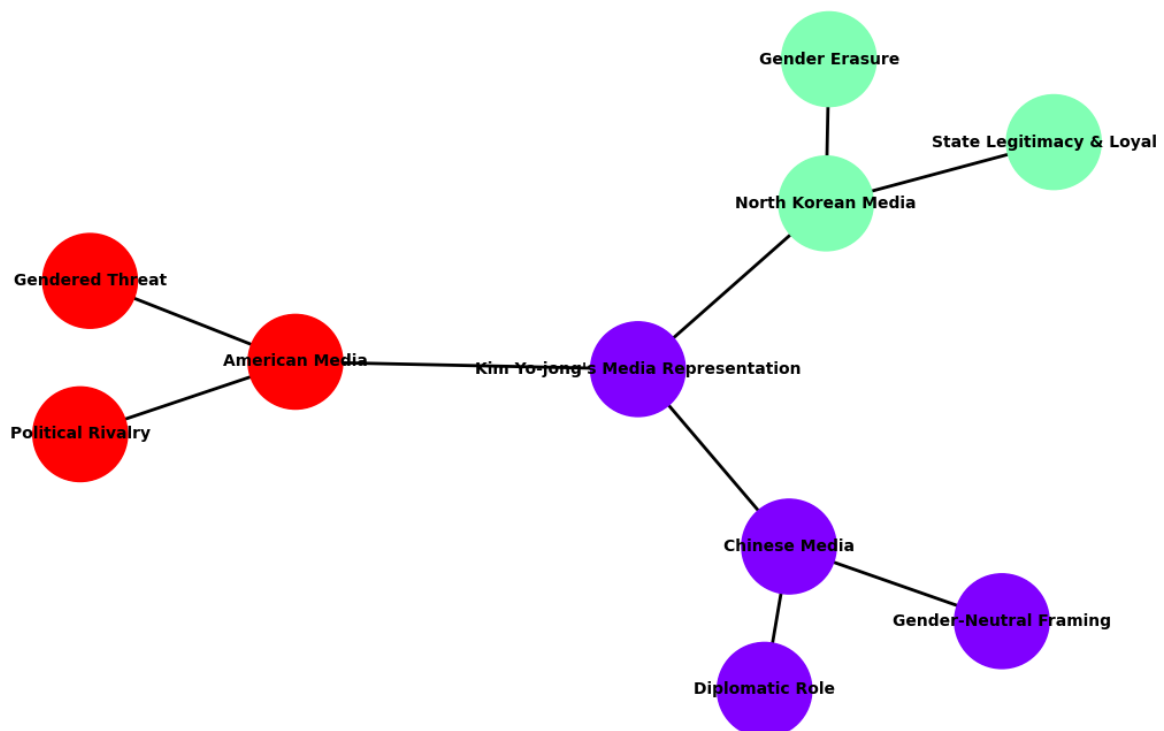 Gender Erasure
State Legitimacy & Loyal
North Korean Media
Gendered Threat
American Media
Kim Yo-jong's Media Representation
Political Rivalry
Chinese Media
Gender-Neutral Framing
Diplomatic Role